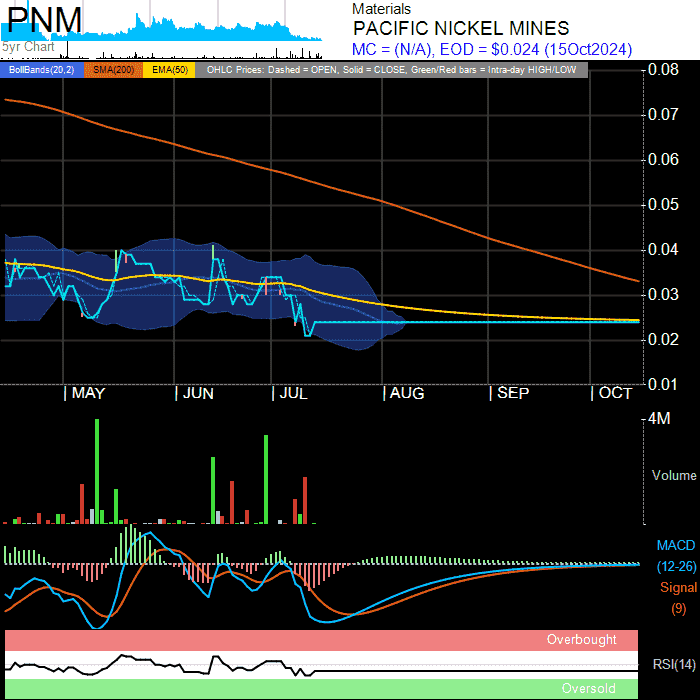 PNM
5yr Chart
Materials
PACIFIC NICKEL MINES
MC = (N/A), EOD = $0.024 (15Oct2024)
BollBands(20,2) SMA(200) EMA(50) OHLC Prices: Dashed = OPEN, Solid = CLOSE, Green/Red bars = Intra-day HIGH/LOW
0.08
0.07
0.06
0.05
0.04
0.03
0.02
0.01
MAY JUN JUL AUG SEP OCT
4M
Volume
MACD
(12-26)
Signal
(9)
Overbought
RSI(14)
Oversold